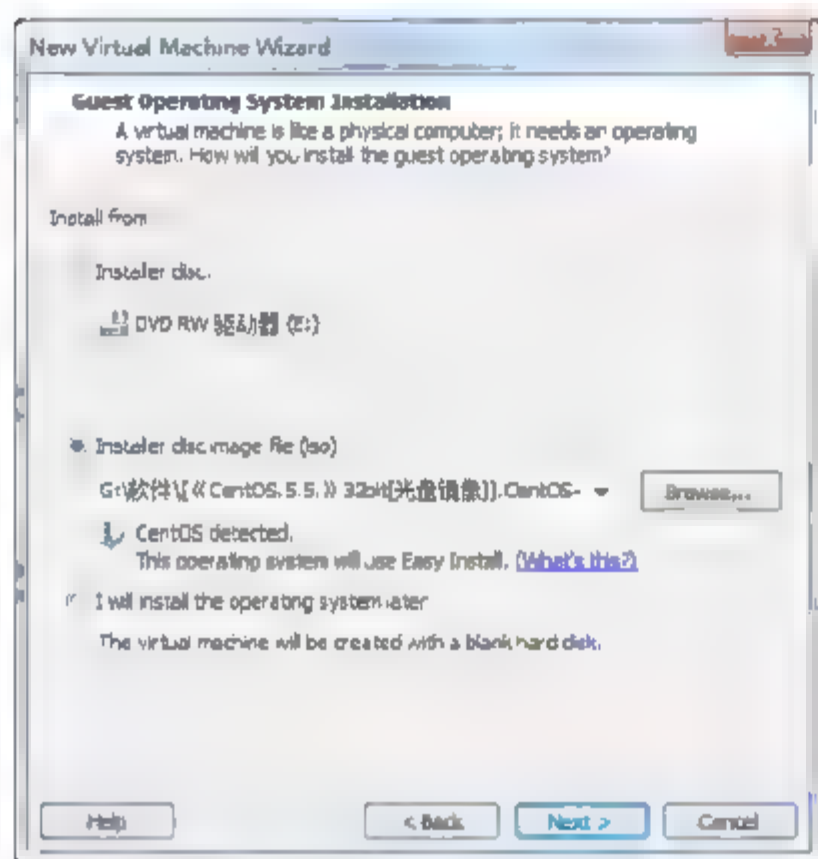 New Virtual Machine Wizard
Guest Operating System Installation
A virtual machine is like a physical computer; it needs an operating
system. How will you install the guest operating system?
Install from
Installer disc.
DVD RW 驱动器 (E:)
Installer disc image file (iso)
G:\软件\[《CentOS.5.5.》32bit[光盘镜像]].CentOS-
Browse...
CentOS detected.
This operating system will use Easy Install. (What's this?)
I will install the operating system later
The virtual machine will be created with a blank hard disk.
Help
< Back
Next >
Cancel